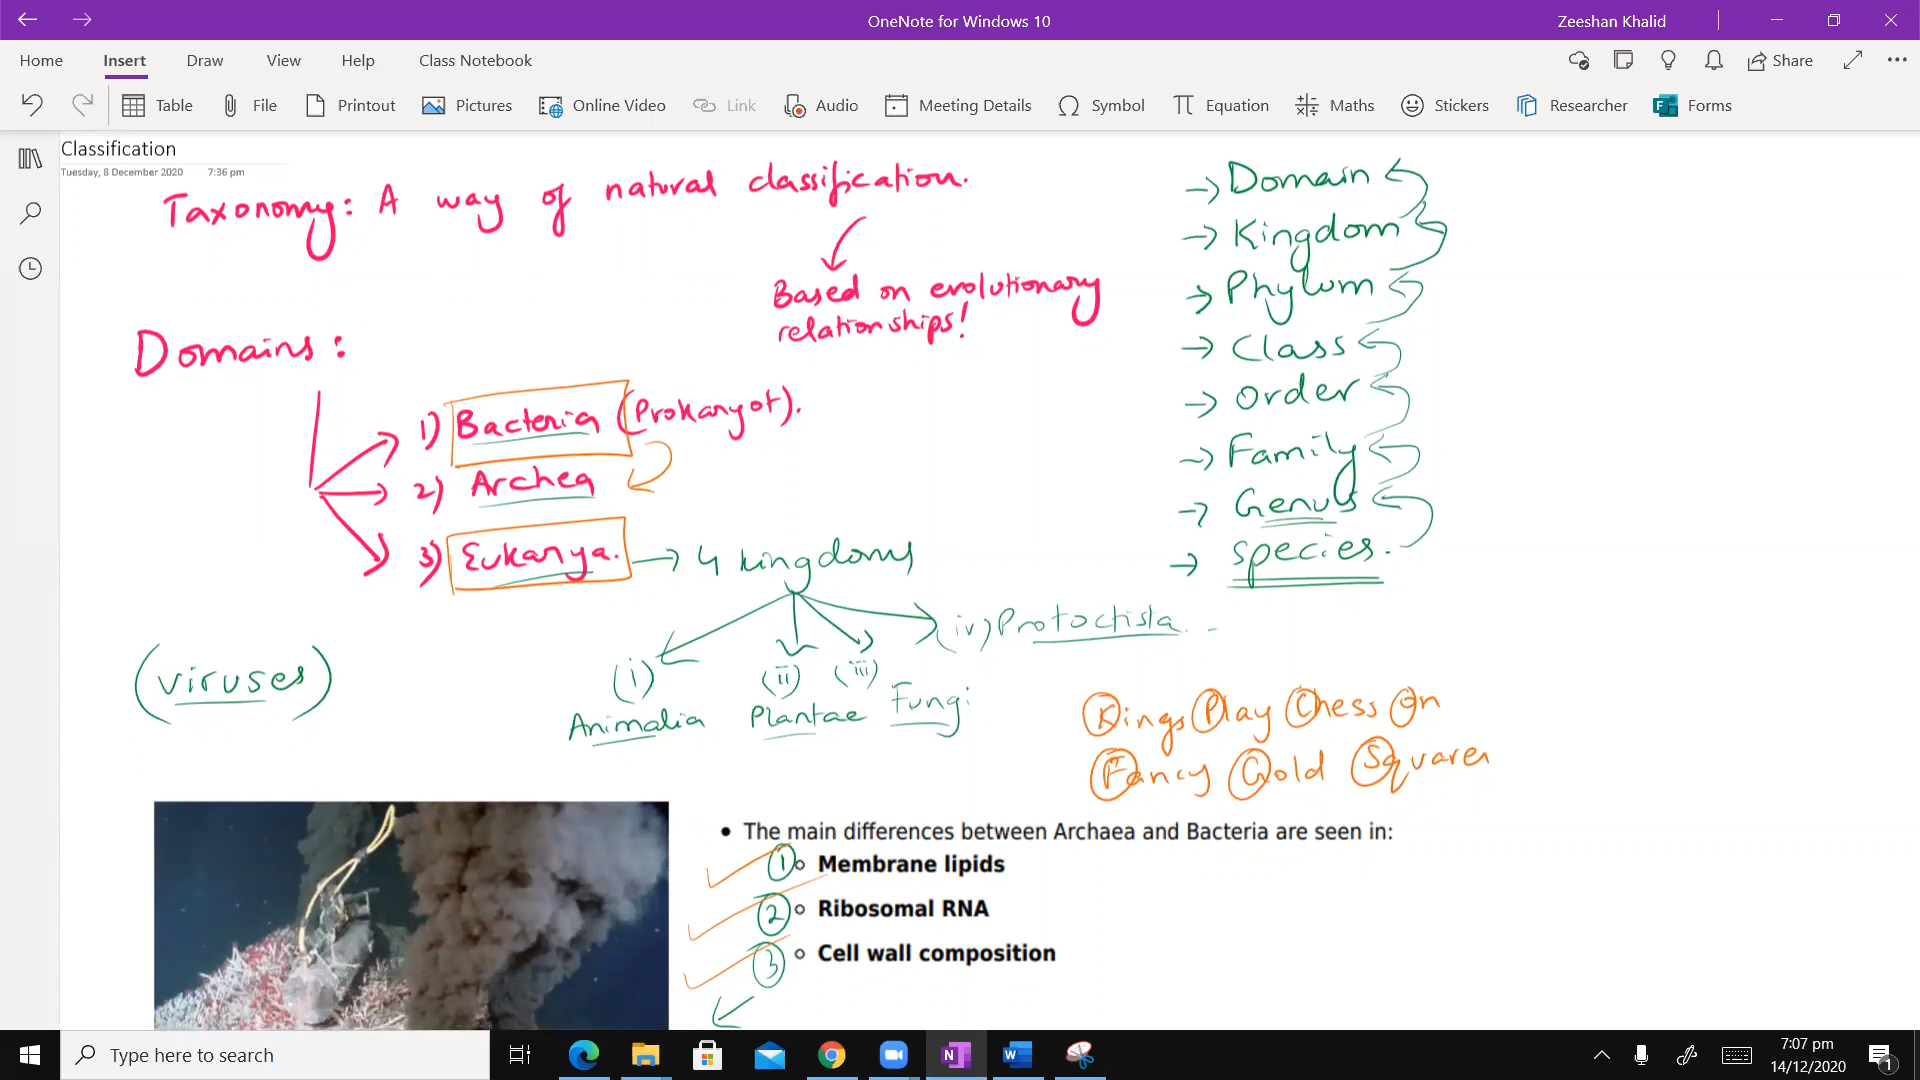 OneNote for Windows 10
Zeeshan Khalid
Home Insert Draw View Help Class Notebook
Share
Table File Printout Pictures Online Video Link Audio Meeting Details Symbol Equation Maths Stickers Researcher Forms
Classification
Tuesday, 8 December 2020 7:36 pm
Taxonomy: A way of natural classification.
Based on evolutionary
relationships!
Domains:
1) Bacteria (Prokaryot).
2) Archea
3) Eukarya. → 4 kingdoms
(i) Animalia
(ii) Plantae
(iii) Fungi
(iv) Protoctista
(viruses)
→ Domain
→ Kingdom
→ Phylum
→ Class
→ Order
→ Family
→ Genus
→ species.
Kings Play Chess On
Fancy Gold Squares
• The main differences between Archaea and Bacteria are seen in:
1 ○ Membrane lipids
2 ○ Ribosomal RNA
3 ○ Cell wall composition
Type here to search
7:07 pm
14/12/2020
1